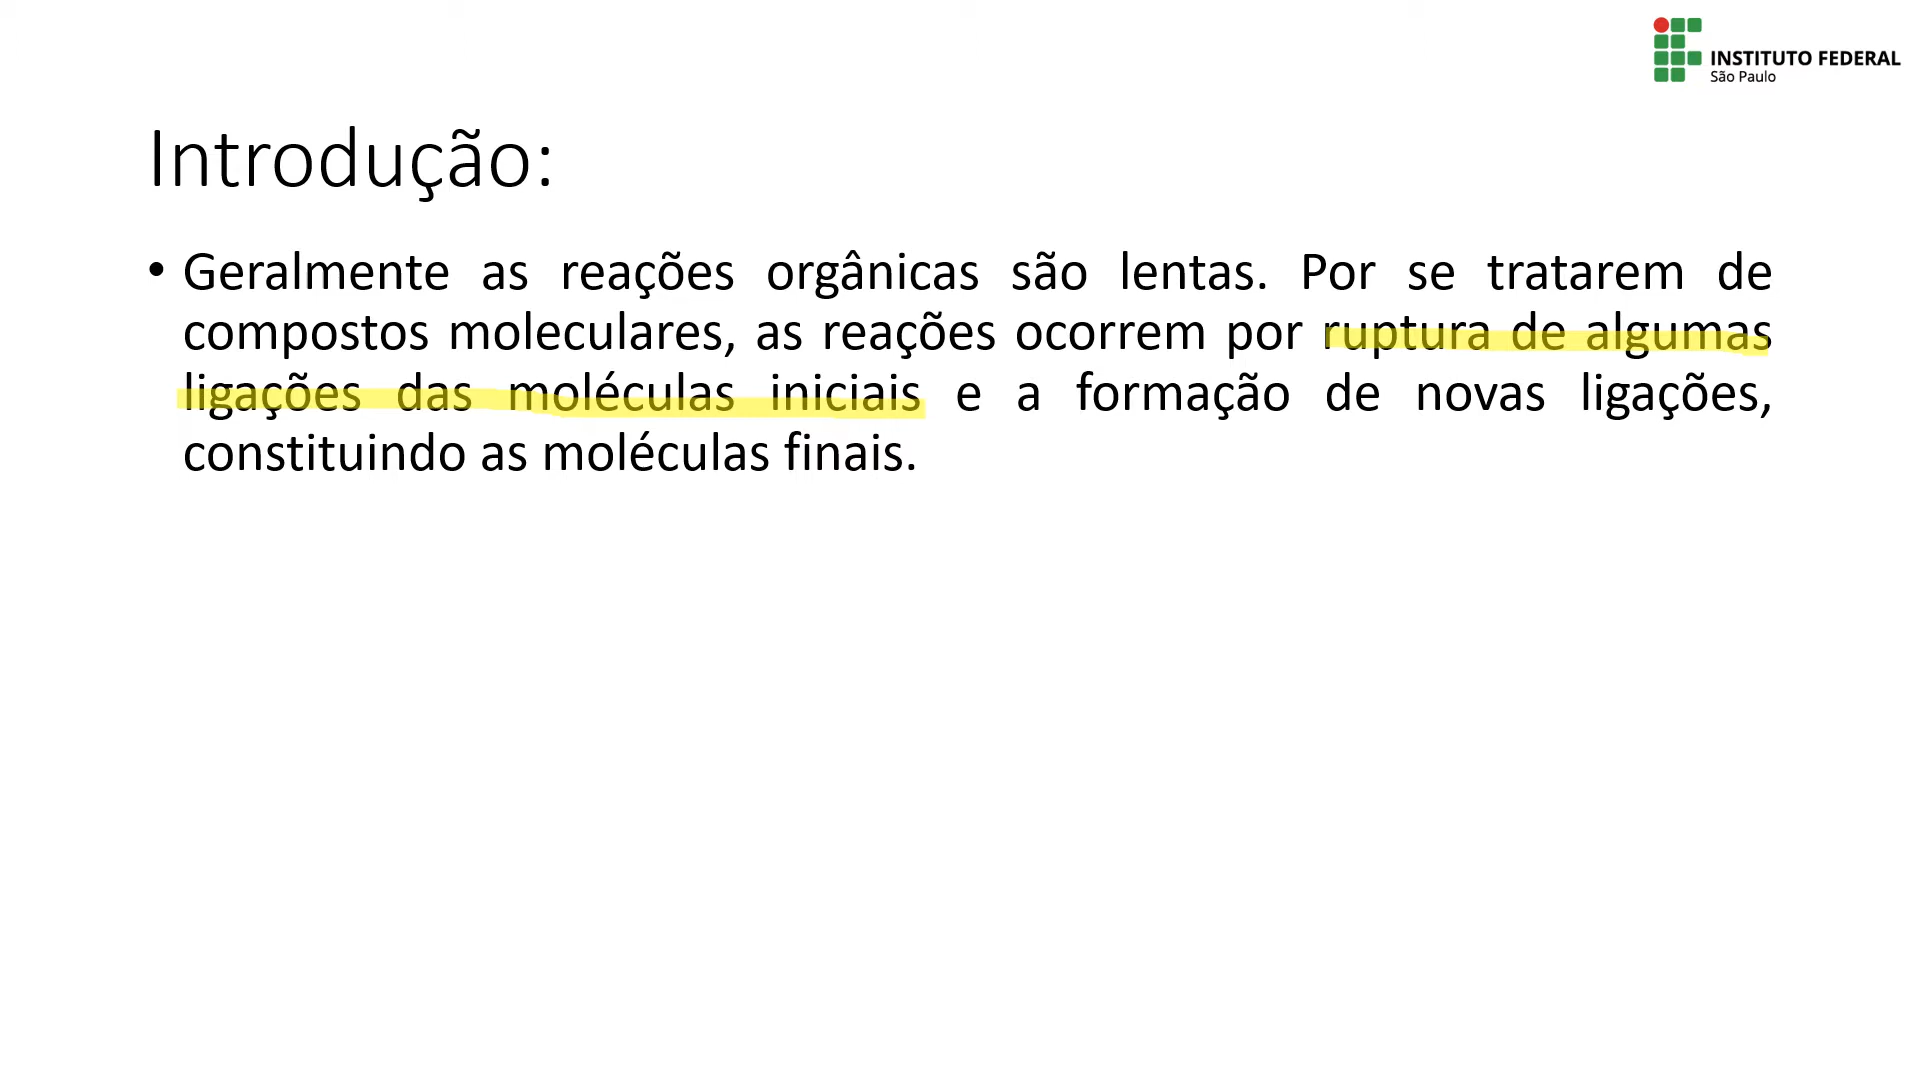 INSTITUTO FEDERAL
São Paulo
Introdução:
• Geralmente as reações orgânicas são lentas. Por se tratarem de
compostos moleculares, as reações ocorrem por ruptura de algumas
ligações das moléculas iniciais e a formação de novas ligações,
constituindo as moléculas finais.